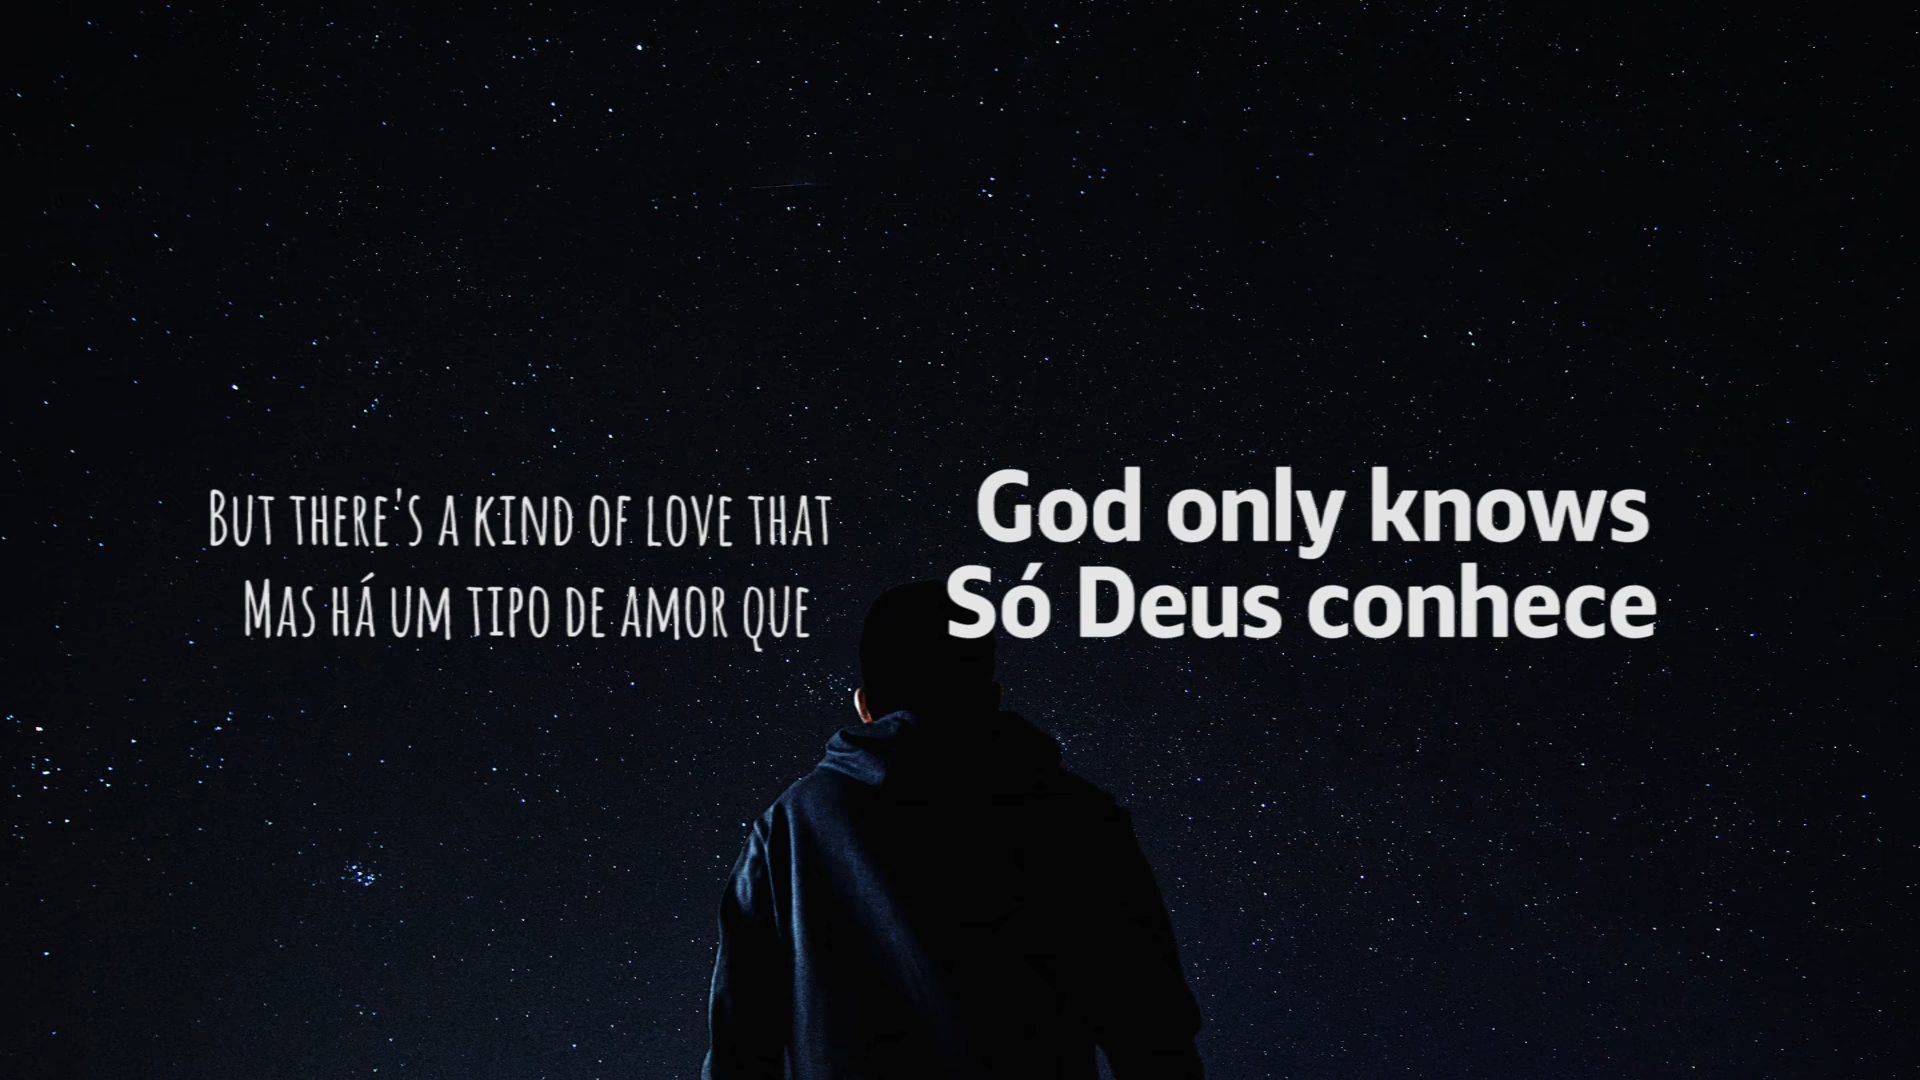 But there's a kind of love that
Mas há um tipo de amor que
God only knows
Só Deus conhece